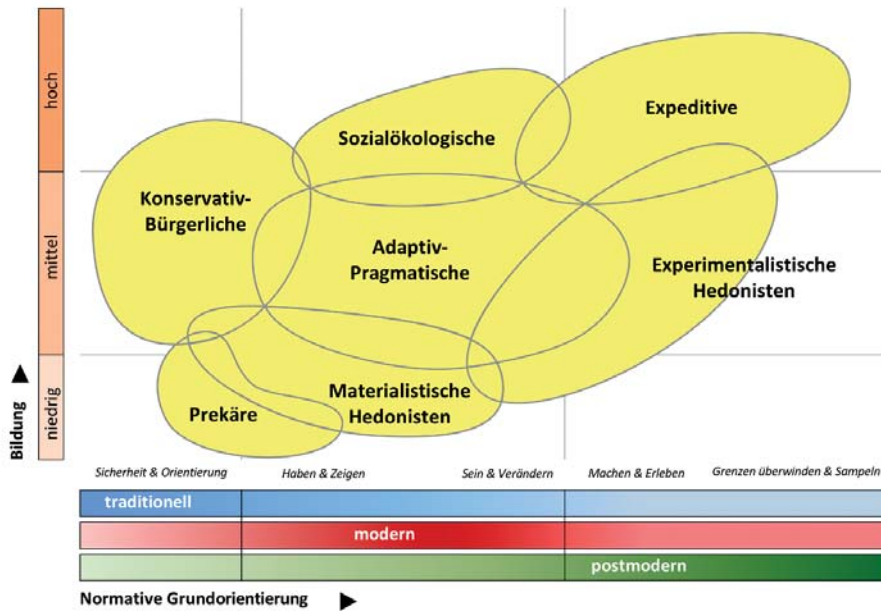 hoch
mittel
niedrig
Bildung
Expeditive
Sozialökologische
Konservativ-
Bürgerliche
Adaptiv-
Pragmatische
Experimentalistische
Hedonisten
Materialistische
Hedonisten
Prekäre
Sicherheit & Orientierung
Haben & Zeigen
Sein & Verändern
Machen & Erleben
Grenzen überwinden & Sampeln
traditionell
modern
postmodern
Normative Grundorientierung